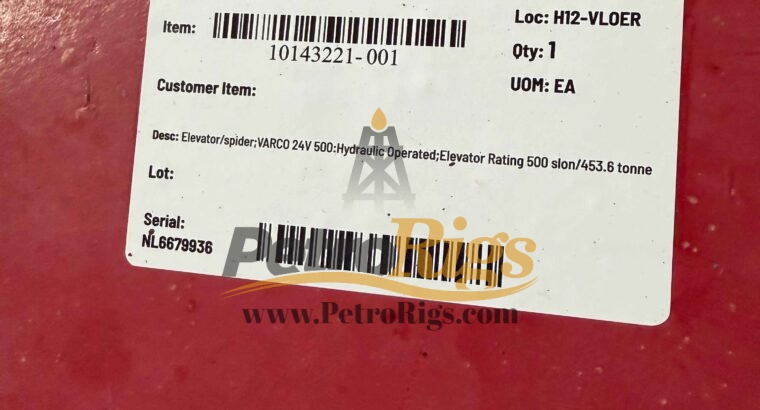 Item:
10143221-001
Loc: H12-VLOER
Qty: 1
UOM: EA
Customer Item:
Desc: Elevator/spider;VARCO 24V 500:Hydraulic Operated;Elevator Rating 500 slon/453.6 tonne
Lot:
Serial:
NL6679936
PetroRigs
www.PetroRigs.com